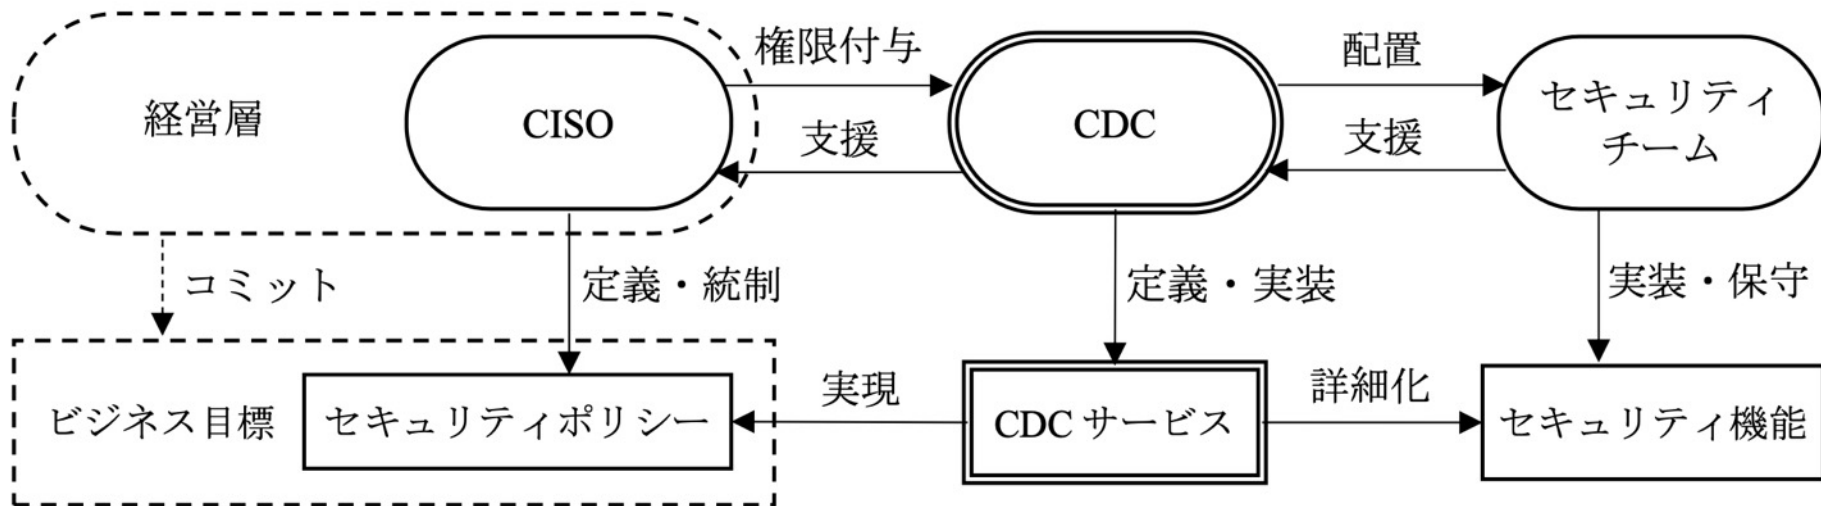 権限付与
配置
経営層
CISO
CDC
セキュリティ
チーム
支援
支援
コミット
定義・統制
定義・実装
実装・保守
ビジネス目標
セキュリティポリシー
実現
CDC サービス
詳細化
セキュリティ機能